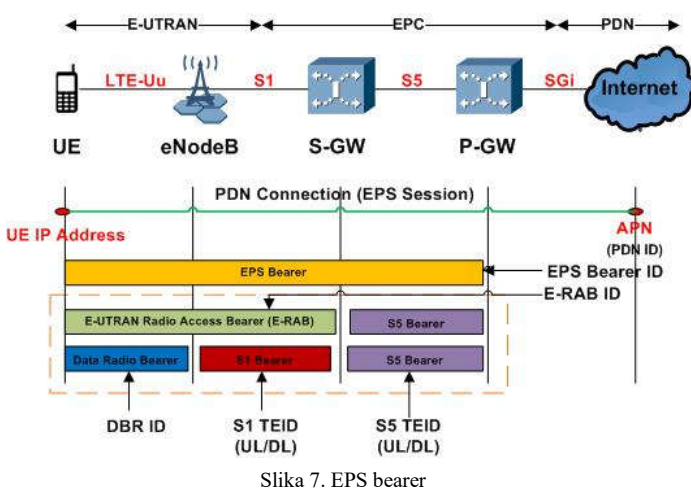 E-UTRAN EPC PDN
LTE-Uu S1 S5 SGi Internet
UE eNodeB S-GW P-GW
PDN Connection (EPS Session)
UE IP Address APN
(PDN ID)
EPS Bearer EPS Bearer ID
E-RAB ID
E-UTRAN Radio Access Bearer (E-RAB) S5 Bearer
Data Radio Bearer S1 Bearer S5 Bearer
DBR ID S1 TEID S5 TEID
(UL/DL) (UL/DL)
Slika 7. EPS bearer